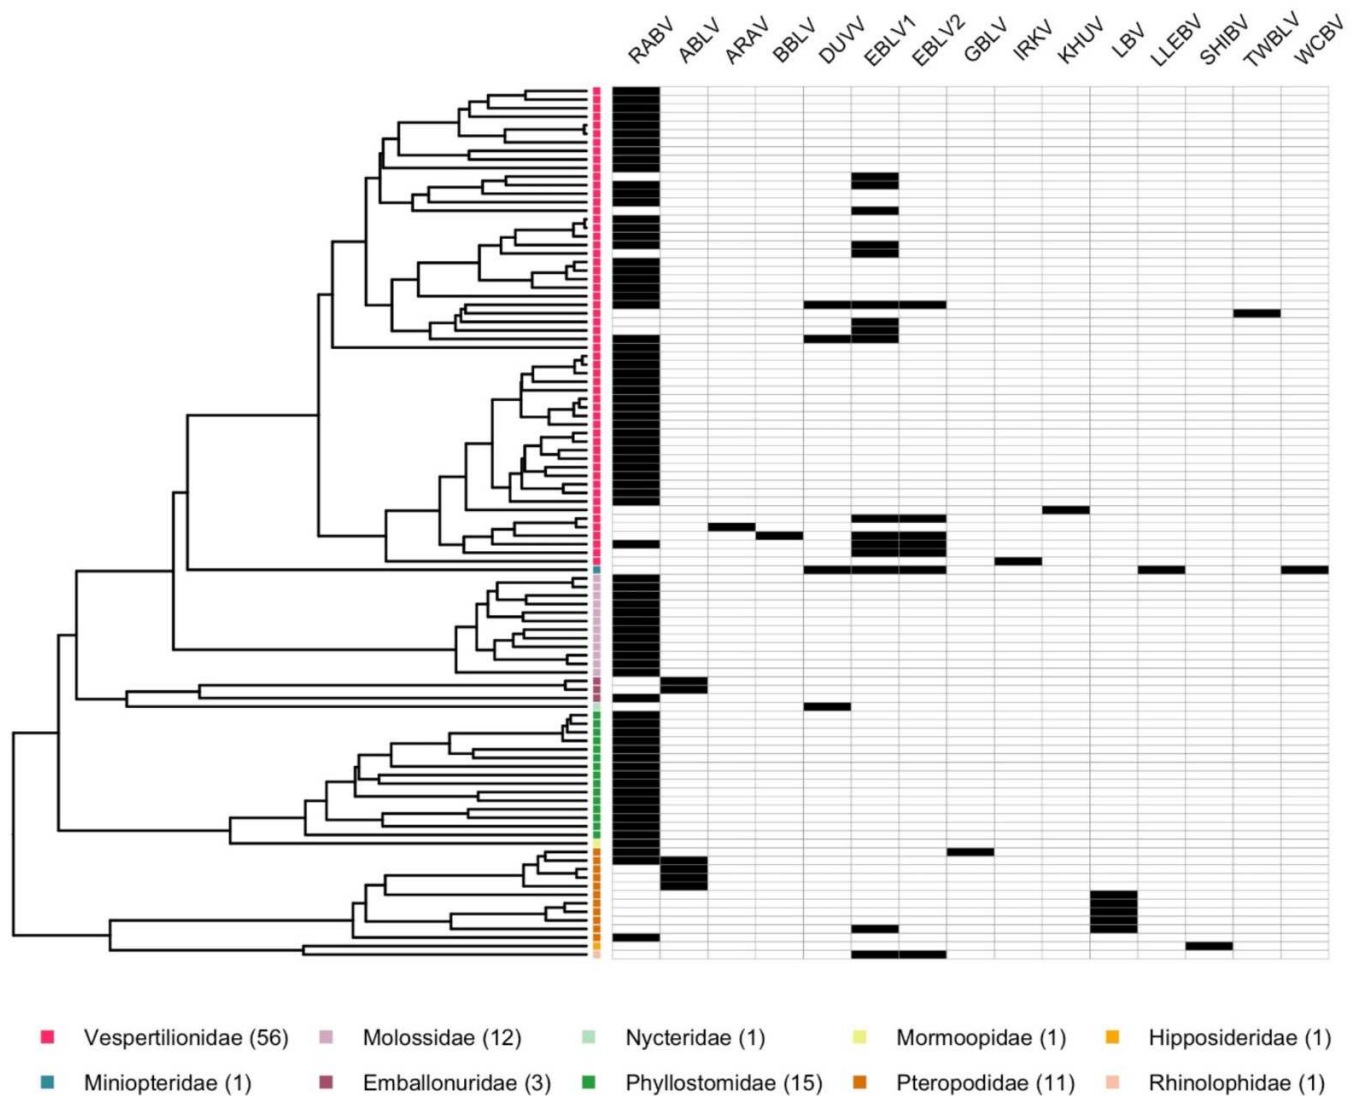 RABV ABLV ARAV BBLV DUVV EBLV1 EBLV2 GBLV IRKV KHUV LBV LLEBV SHIBV TWBLV WCBV
Vespertilionidae (56) Molossidae (12) Nycteridae (1) Mormoopidae (1) Hipposideridae (1)
Miniopteridae (1) Emballonuridae (3) Phyllostomidae (15) Pteropodidae (11) Rhinolophidae (1)